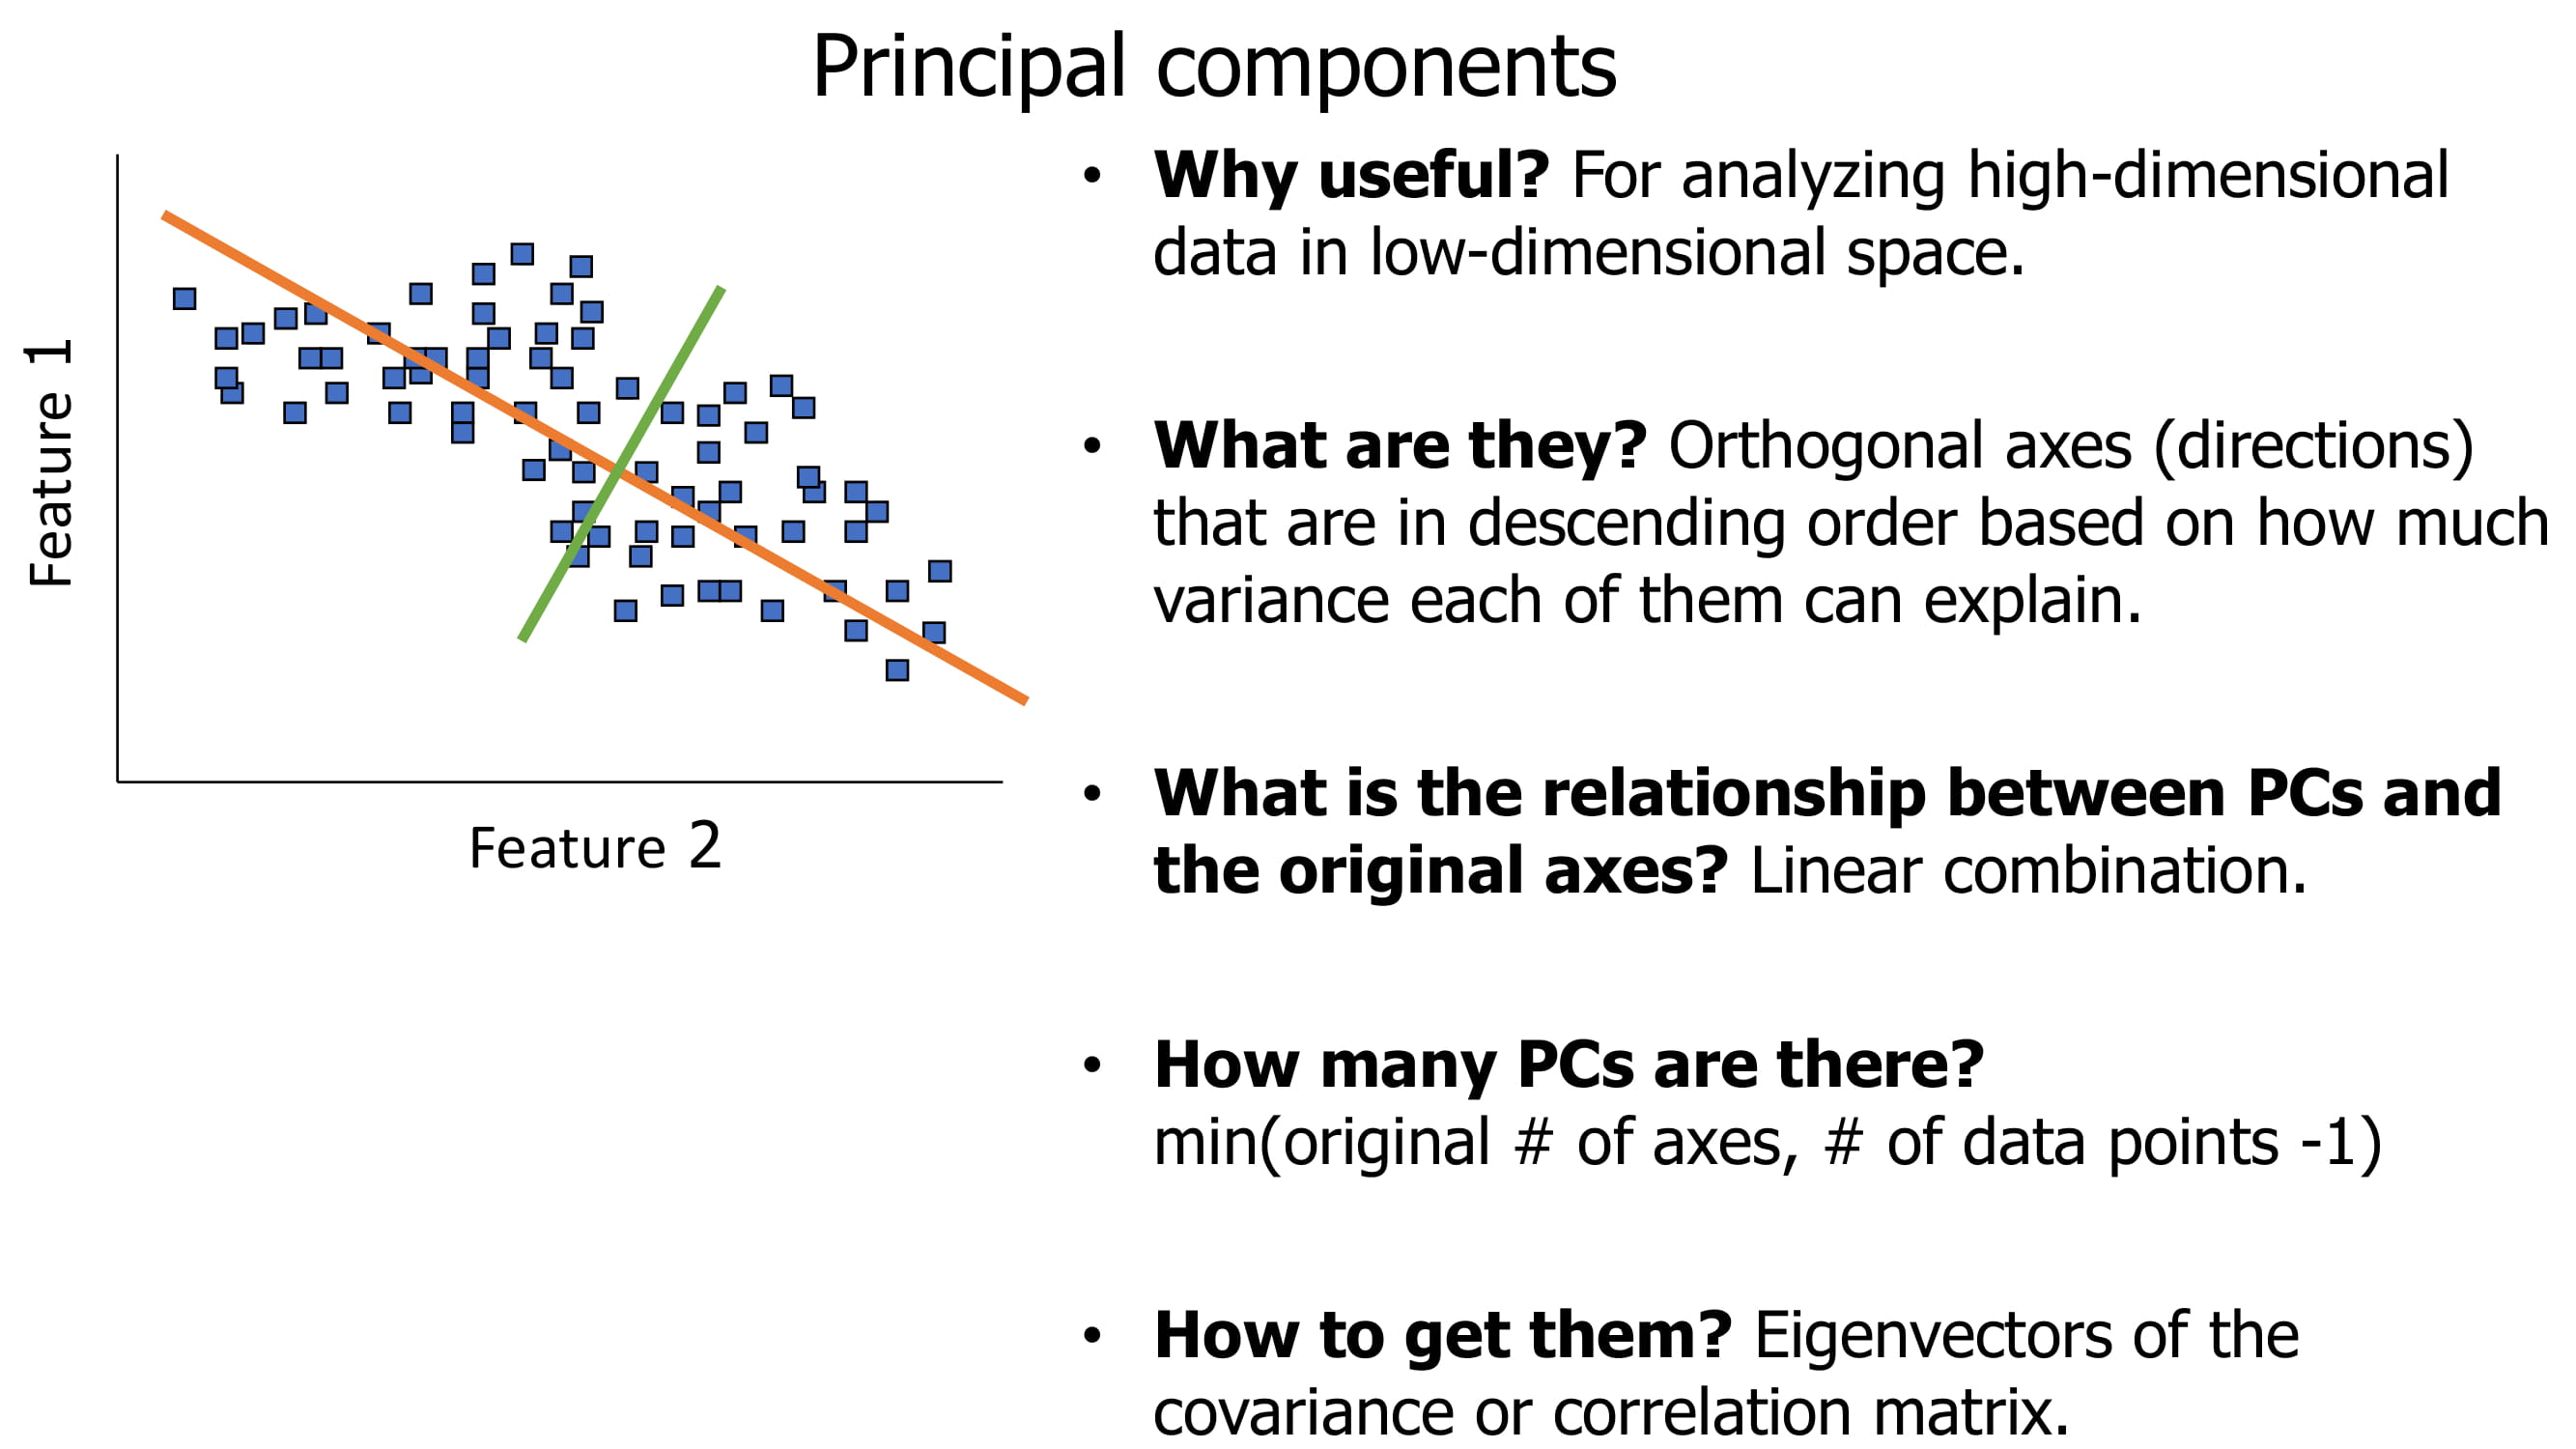 Principal components
Feature 1
Feature 2
• Why useful? For analyzing high-dimensional
data in low-dimensional space.
• What are they? Orthogonal axes (directions)
that are in descending order based on how much
variance each of them can explain.
• What is the relationship between PCs and
the original axes? Linear combination.
• How many PCs are there?
min(original # of axes, # of data points -1)
• How to get them? Eigenvectors of the
covariance or correlation matrix.